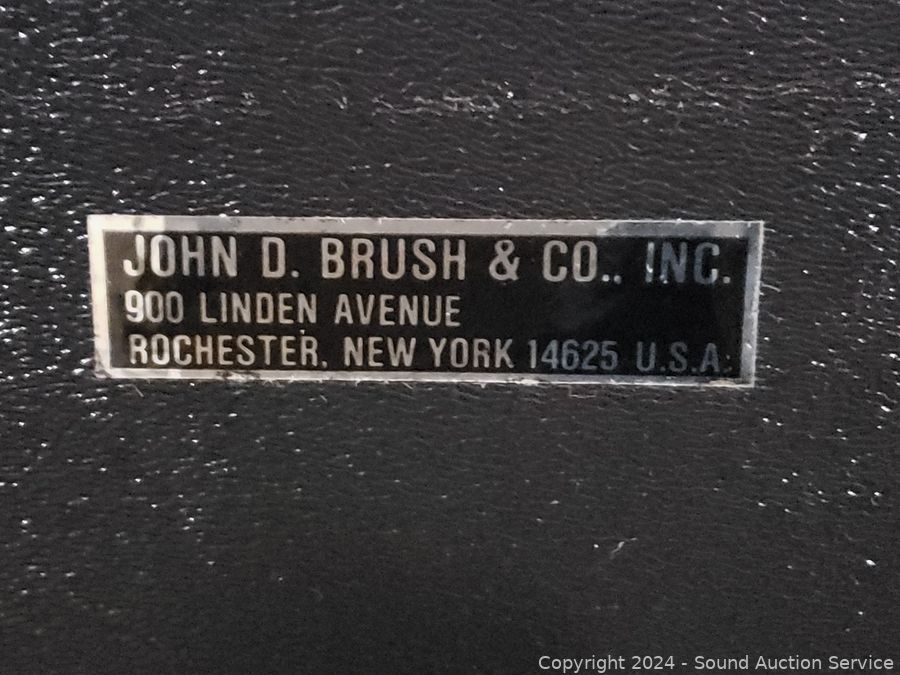 JOHN D. BRUSH & CO., INC.
900 LINDEN AVENUE
ROCHESTER, NEW YORK 14625 U.S.A.
Copyright 2024 - Sound Auction Service